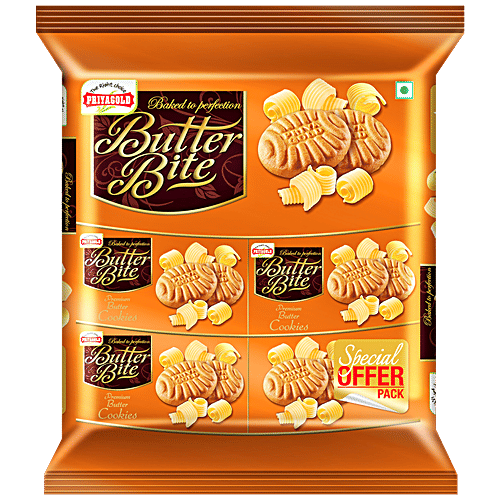 The Right choice
PRIYAGOLD
Baked to perfection
Butter
Bite
Baked to perfection
PRIYAGOLD
Baked to perfection
Butter
Bite
Premium
Butter
Cookies
PRIYAGOLD
Baked to perfection
Butter
Bite
Premium
Butter
Cookies
Baked to perfection
PRIYAGOLD
Baked to perfection
Butter
Bite
Premium
Butter
Cookies
Special
OFFER
PACK